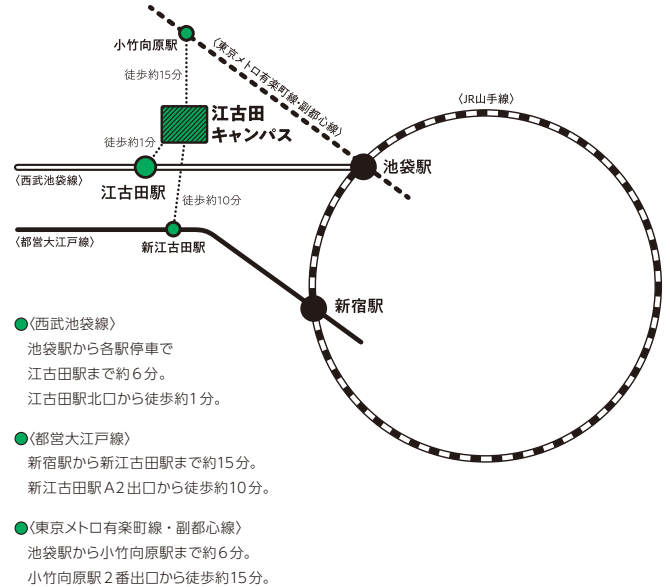 小竹向原駅
〈東京メトロ有楽町線・副都心線〉
徒歩約15分
〈JR山手線〉
江古田
キャンパス
徒歩約1分
池袋駅
〈西武池袋線〉
江古田駅
徒歩約10分
〈都営大江戸線〉
新江古田駅
新宿駅
〈西武池袋線〉
池袋駅から各駅停車で
江古田駅まで約6分。
江古田駅北口から徒歩約1分。
〈都営大江戸線〉
新宿駅から新江古田駅まで約15分。
新江古田駅A2出口から徒歩約10分。
〈東京メトロ有楽町線・副都心線〉
池袋駅から小竹向原駅まで約6分。
小竹向原駅2番出口から徒歩約15分。